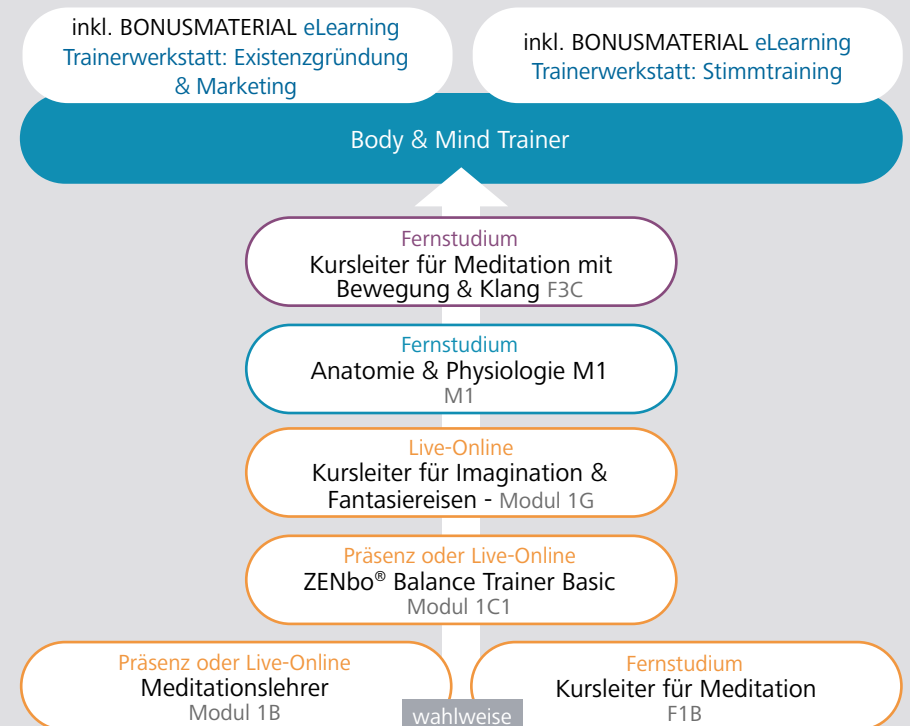 inkl. BONUSMATERIAL eLearning
Trainerwerkstatt: Existenzgründung
& Marketing
inkl. BONUSMATERIAL eLearning
Trainerwerkstatt: Stimmtraining
Body & Mind Trainer
Fernstudium
Kursleiter für Meditation mit
Bewegung & Klang F3C
Fernstudium
Anatomie & Physiologie M1
M1
Live-Online
Kursleiter für Imagination &
Fantasiereisen - Modul 1G
Präsenz oder Live-Online
ZENbo® Balance Trainer Basic
Modul 1C1
Präsenz oder Live-Online
Meditationslehrer
Modul 1B
wahlweise
Fernstudium
Kursleiter für Meditation
F1B